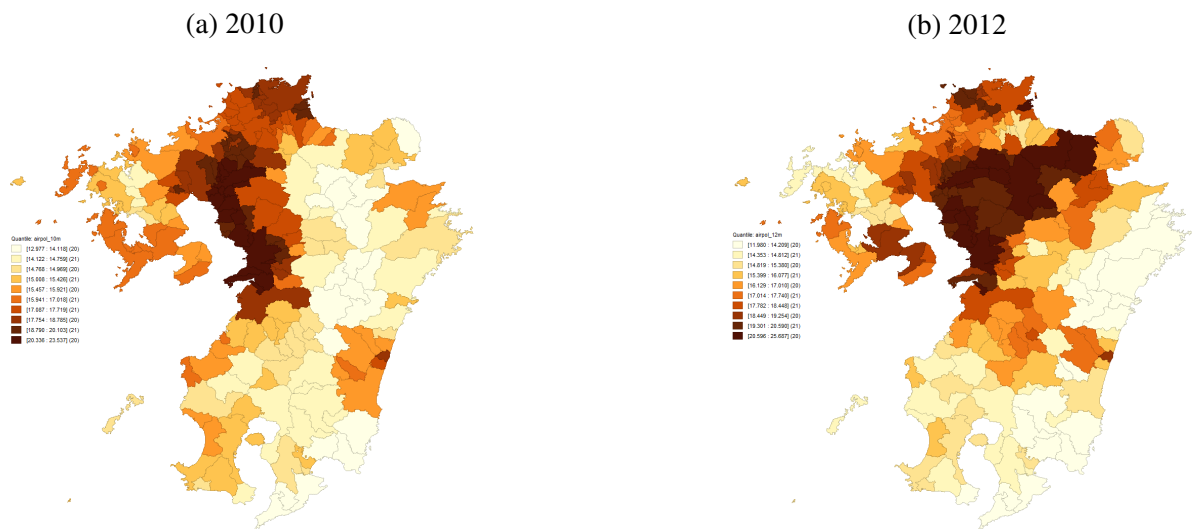 (a) 2010
(b) 2012
Quantile: airpol_10m
[12.977 : 14.118] (20)
[14.122 : 14.759] (21)
[14.768 : 14.989] (20)
[15.008 : 15.426] (21)
[15.457 : 15.921] (20)
[15.941 : 17.018] (21)
[17.087 : 17.719] (21)
[17.754 : 18.785] (20)
[18.790 : 20.103] (21)
[20.336 : 23.537] (20)
Quantile: airpol_12m
[11.980 : 14.209] (20)
[14.353 : 14.812] (21)
[14.819 : 15.380] (20)
[15.399 : 16.077] (21)
[16.129 : 17.010] (20)
[17.014 : 17.740] (21)
[17.782 : 18.448] (21)
[18.449 : 19.254] (20)
[19.301 : 20.590] (21)
[20.596 : 25.687] (20)